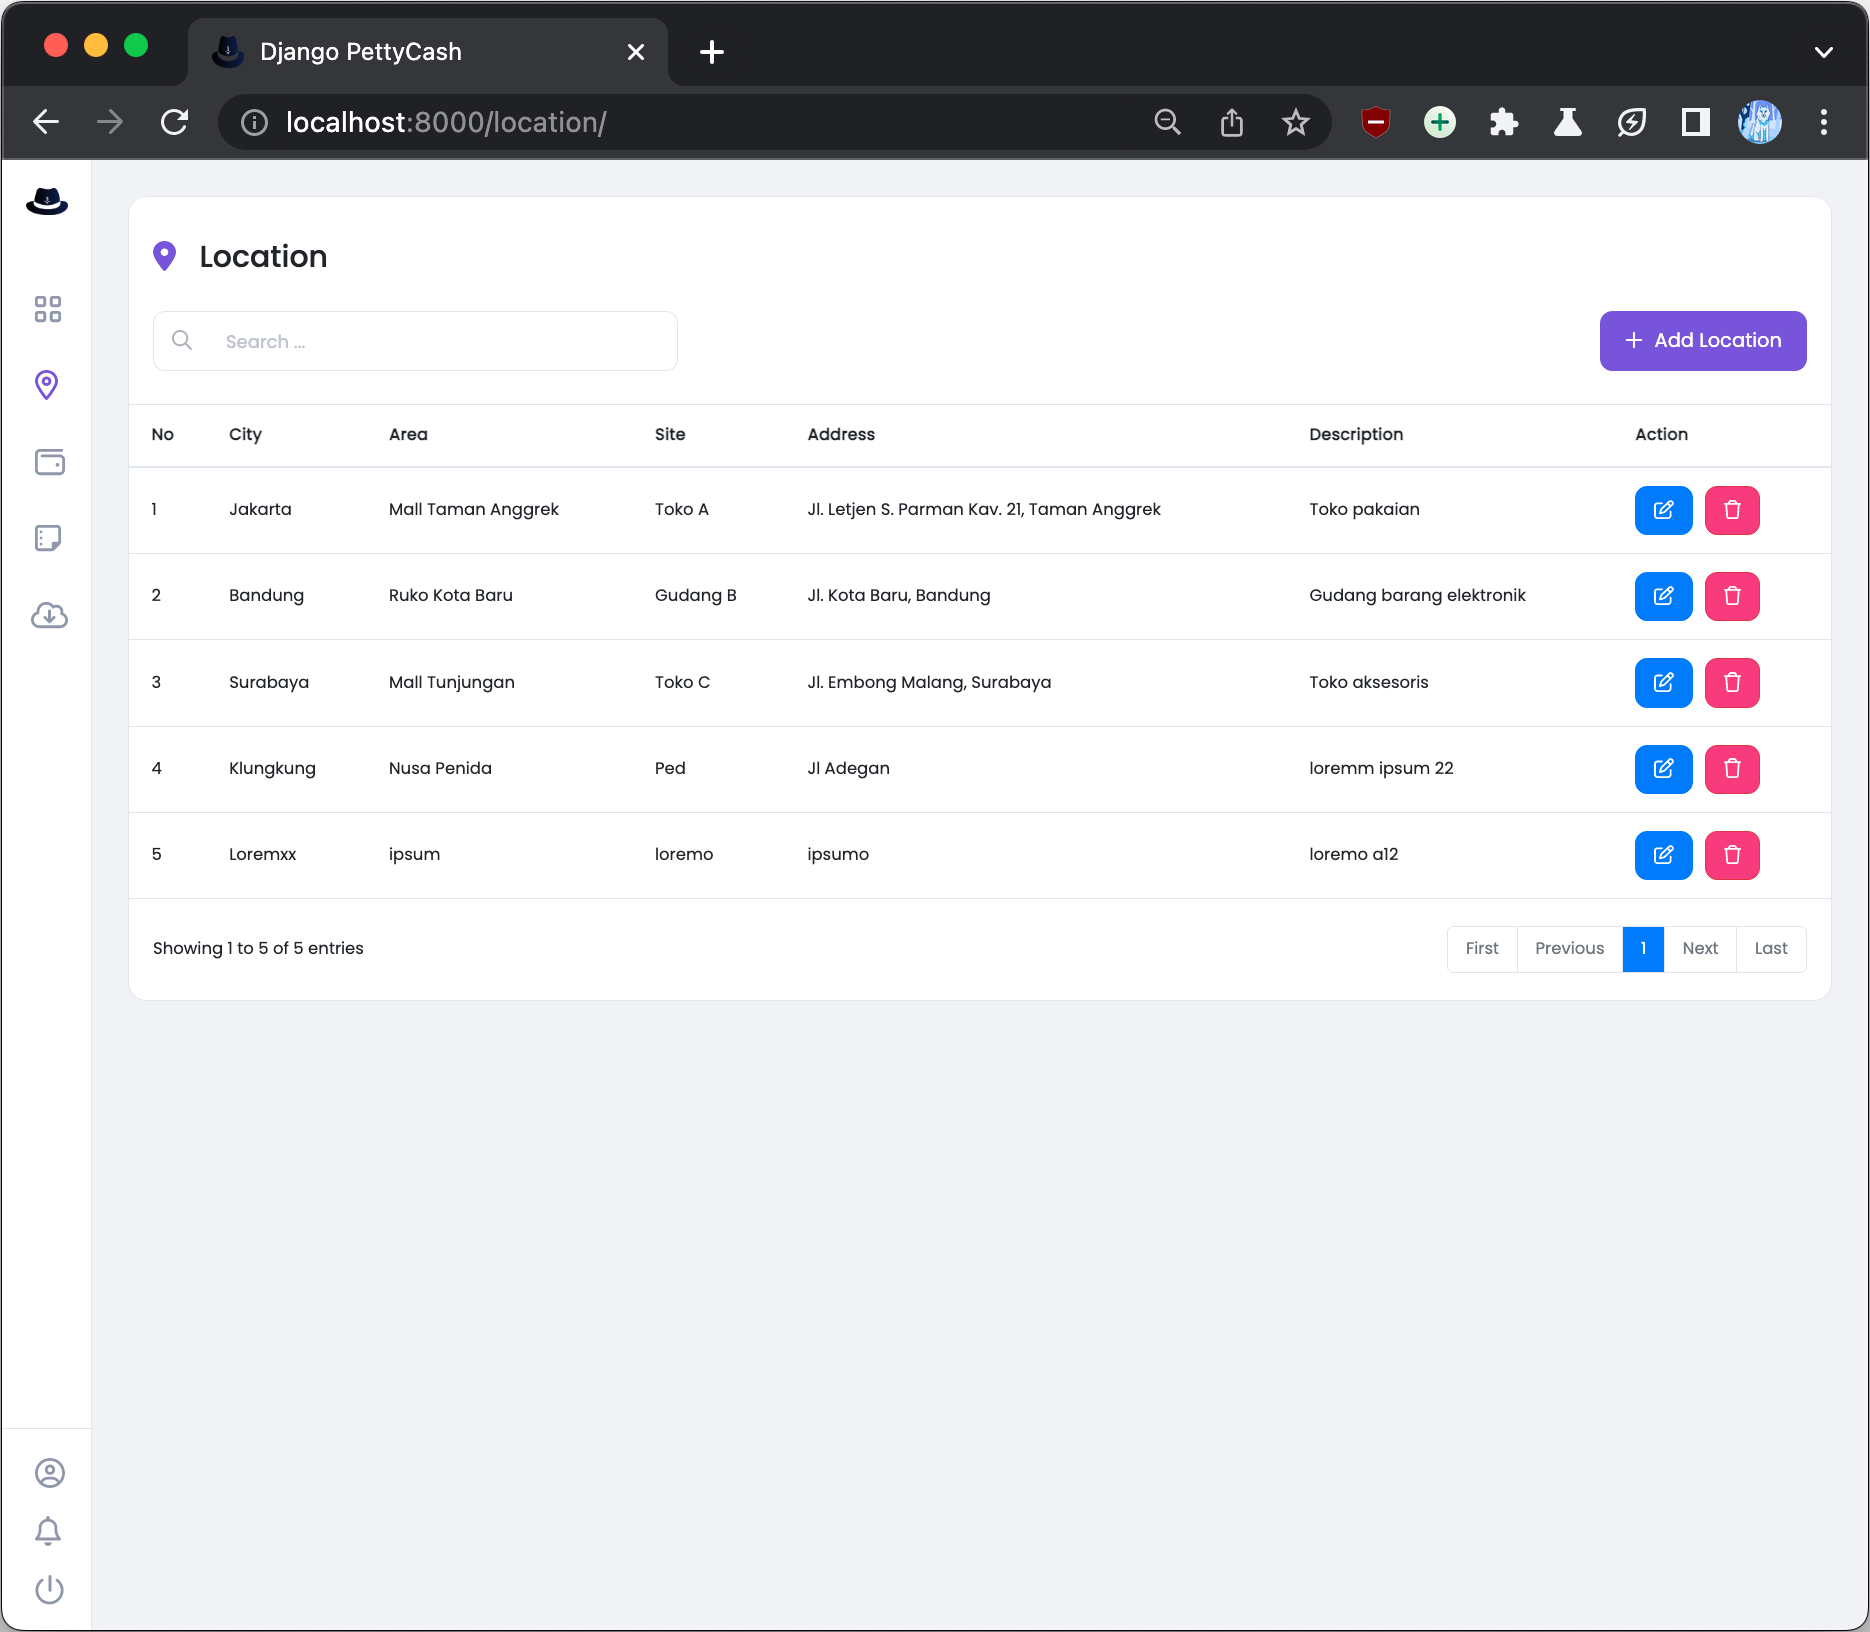 Django PettyCash
localhost:8000/location/
Location
Search ...
Add Location
No City Area Site Address Description Action
1 Jakarta Mall Taman Anggrek Toko A Jl. Letjen S. Parman Kav. 21, Taman Anggrek Toko pakaian
2 Bandung Ruko Kota Baru Gudang B Jl. Kota Baru, Bandung Gudang barang elektronik
3 Surabaya Mall Tunjungan Toko C Jl. Embong Malang, Surabaya Toko aksesoris
4 Klungkung Nusa Penida Ped Jl Adegan loremm ipsum 22
5 Loremxx ipsum loremo ipsumo loremo a12
Showing 1 to 5 of 5 entries
First Previous 1 Next Last